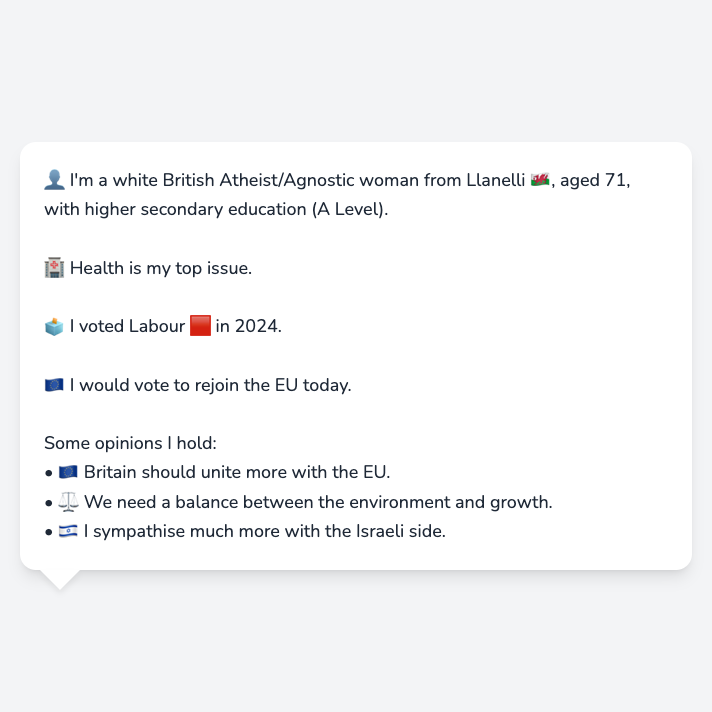 👤 I'm a white British Atheist/Agnostic woman from Llanelli 🏴󠁧󠁢󠁷󠁬󠁳󠁿, aged 71,
with higher secondary education (A Level).
🏥 Health is my top issue.
🗳️ I voted Labour 🟥 in 2024.
🇪🇺 I would vote to rejoin the EU today.
Some opinions I hold:
• 🇪🇺 Britain should unite more with the EU.
• ⚖️ We need a balance between the environment and growth.
• 🇮🇱 I sympathise much more with the Israeli side.